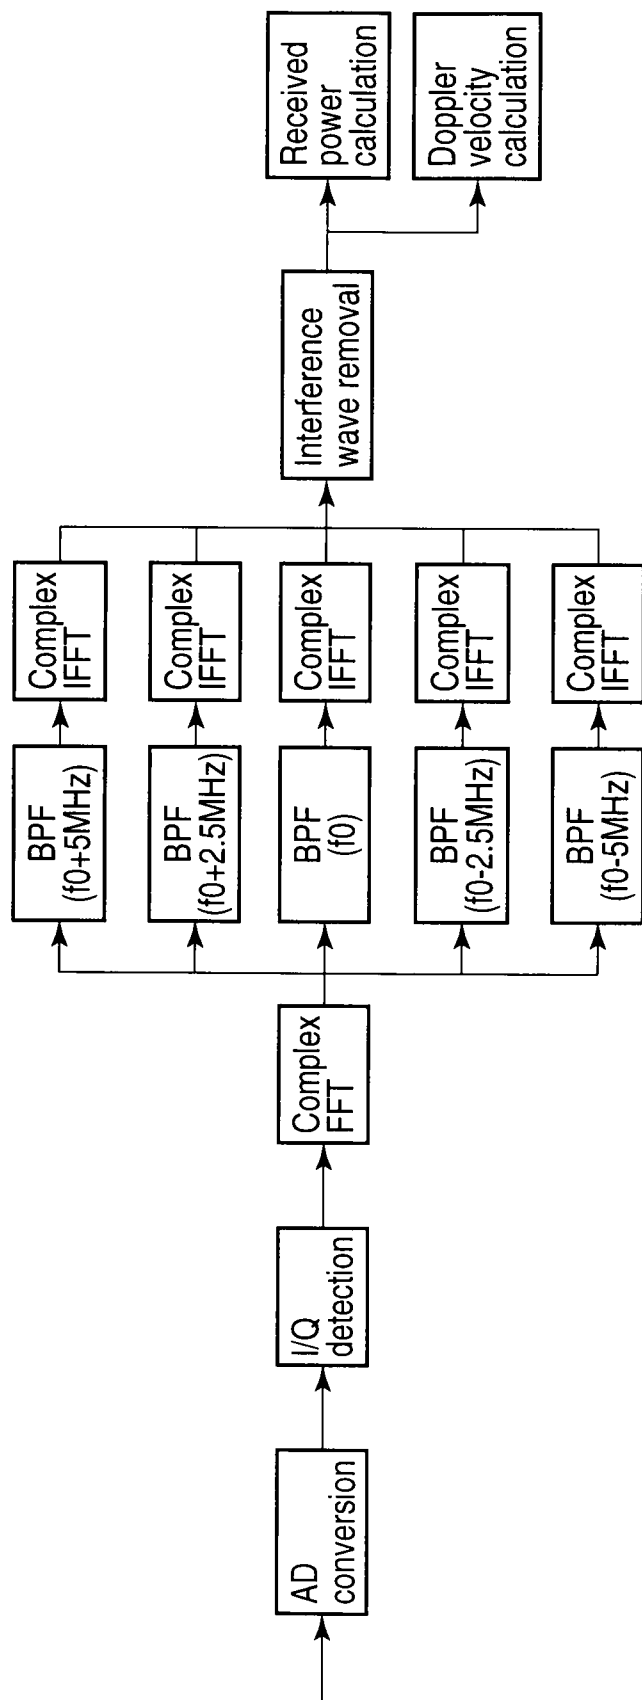 AD
conversion
I/Q
detection
Complex
FFT
BPF
(f0+5MHz)
BPF
(f0+2.5MHz)
BPF
(f0)
BPF
(f0-2.5MHz)
BPF
(f0-5MHz)
Complex
IFFT
Complex
IFFT
Complex
IFFT
Complex
IFFT
Complex
IFFT
Interference
wave removal
Received
power
calculation
Doppler
velocity
calculation